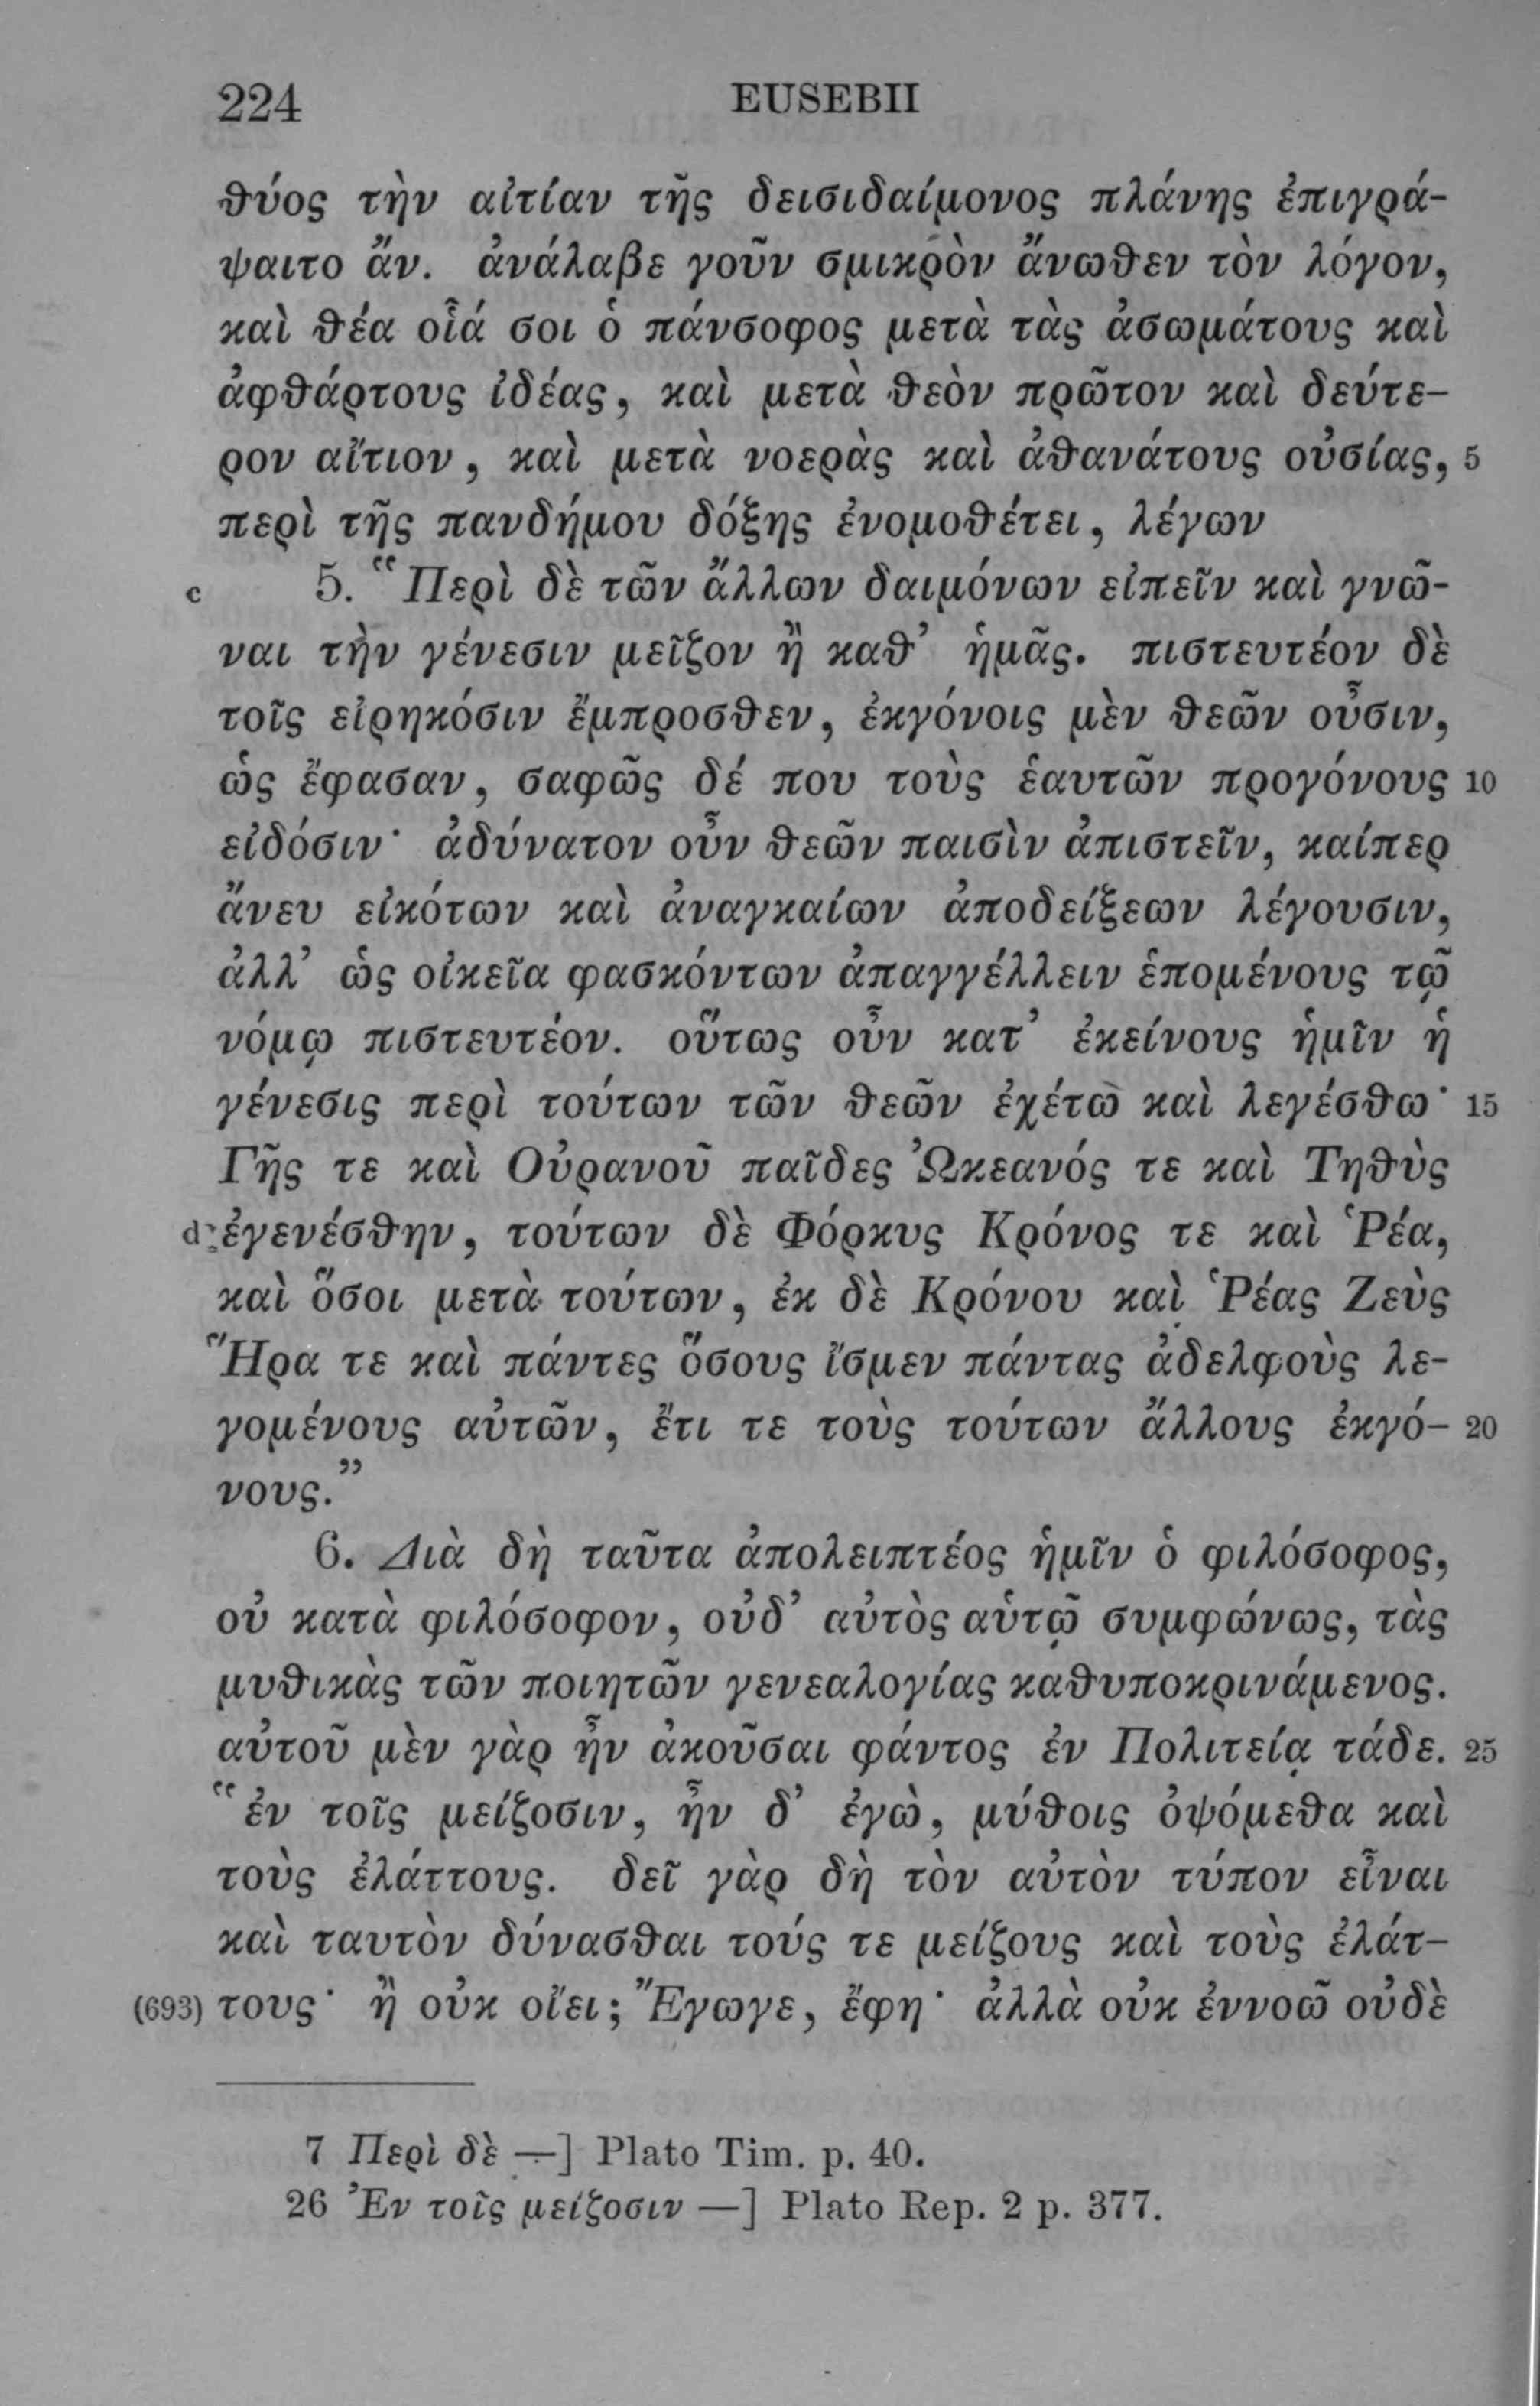 224 EUSEBII
θύος τὴν αἰτίαν τῆς δεισιδαίμονος πλάνης ἐπιγρά-
ψαιτο ἄν. ἀνάλαβε γοῦν σμικρὸν ἄνωθεν τὸν λόγον,
καὶ θέα οἷά σοι ὁ πάνσοφος μετὰ τὰς ἀσωμάτους καὶ
ἀφθάρτους ἰδέας, καὶ μετὰ θεὸν πρῶτον καὶ δεύτε-
ρον αἴτιον, καὶ μετὰ νοερὰς καὶ ἀθανάτους οὐσίας, 5
περὶ τῆς πανδήμου δόξης ἐνομοθέτει, λέγων
c 5. “Περὶ δὲ τῶν ἄλλων δαιμόνων εἰπεῖν καὶ γνῶ-
ναι τὴν γένεσιν μεῖζον ἢ καθ’ ἡμᾶς. πιστευτέον δὲ
τοῖς εἰρηκόσιν ἔμπροσθεν, ἐκγόνοις μὲν θεῶν οὖσιν,
ὡς ἔφασαν, σαφῶς δέ που τοὺς ἑαυτῶν προγόνους 10
εἰδόσιν· ἀδύνατον οὖν θεῶν παισὶν ἀπιστεῖν, καίπερ
ἄνευ εἰκότων καὶ ἀναγκαίων ἀποδείξεων λέγουσιν,
ἀλλ’ ὡς οἰκεῖα φασκόντων ἀπαγγέλλειν ἑπομένους τῷ
νόμῳ πιστευτέον. οὕτως οὖν κατ’ ἐκείνους ἡμῖν ἡ
γένεσις περὶ τούτων τῶν θεῶν ἐχέτω καὶ λεγέσθω· 15
Γῆς τε καὶ Οὐρανοῦ παῖδες Ὠκεανός τε καὶ Τηθὺς
d ἐγενέσθην, τούτων δὲ Φόρκυς Κρόνος τε καὶ Ῥέα,
καὶ ὅσοι μετὰ τούτων, ἐκ δὲ Κρόνου καὶ Ῥέας Ζεὺς
Ἥρα τε καὶ πάντες ὅσους ἴσμεν πάντας ἀδελφοὺς λε-
γομένους αὐτῶν, ἔτι τε τοὺς τούτων ἄλλους ἐκγό- 20
νους.”
6. Διὰ δὴ ταῦτα ἀπολειπτέος ἡμῖν ὁ φιλόσοφος,
οὐ κατὰ φιλόσοφον, οὐδ’ αὐτὸς αὑτῷ συμφώνως, τὰς
μυθικὰς τῶν ποιητῶν γενεαλογίας καθυποκρινάμενος.
αὐτοῦ μὲν γὰρ ἦν ἀκοῦσαι φάντος ἐν Πολιτείᾳ τάδε. 25
“ἐν τοῖς μείζοσιν, ἦν δ’ ἐγὼ, μύθοις ὀψόμεθα καὶ
τοὺς ἐλάττους. δεῖ γὰρ δὴ τὸν αὐτὸν τύπον εἶναι
καὶ ταυτὸν δύνασθαι τούς τε μείζους καὶ τοὺς ἐλάτ-
(693) τους· ἢ οὐκ οἴει; Ἔγωγε, ἔφη· ἀλλὰ οὐκ ἐννοῶ οὐδὲ
7 Περὶ δὲ —] Plato Tim. p. 40.
26 Ἐν τοῖς μείζοσιν —] Plato Rep. 2 p. 377.